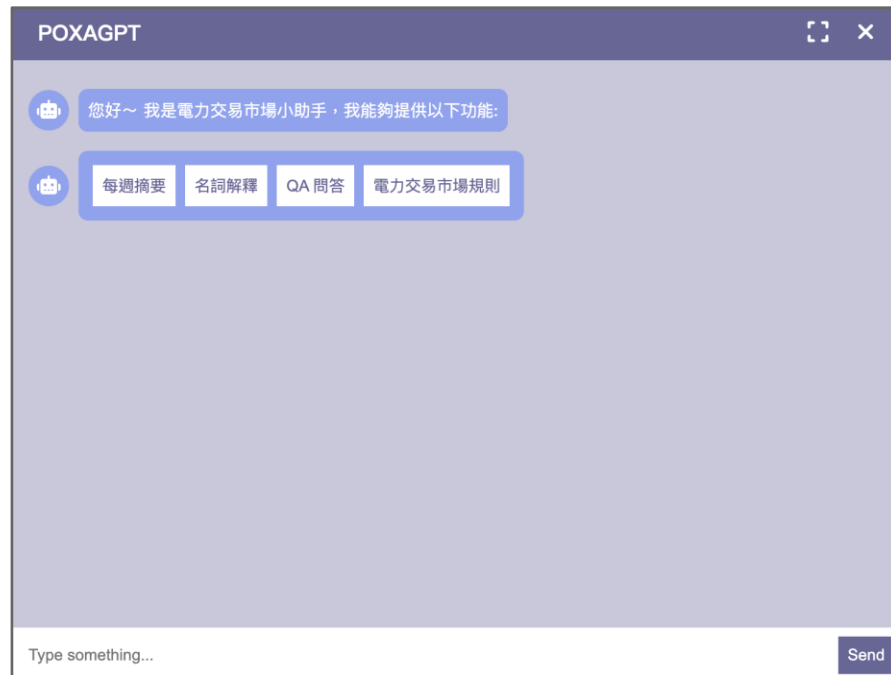 POXAGPT
您好～ 我是電力交易市場小助手，我能夠提供以下功能:
每週摘要 名詞解釋 QA 問答 電力交易市場規則
Type something...
Send